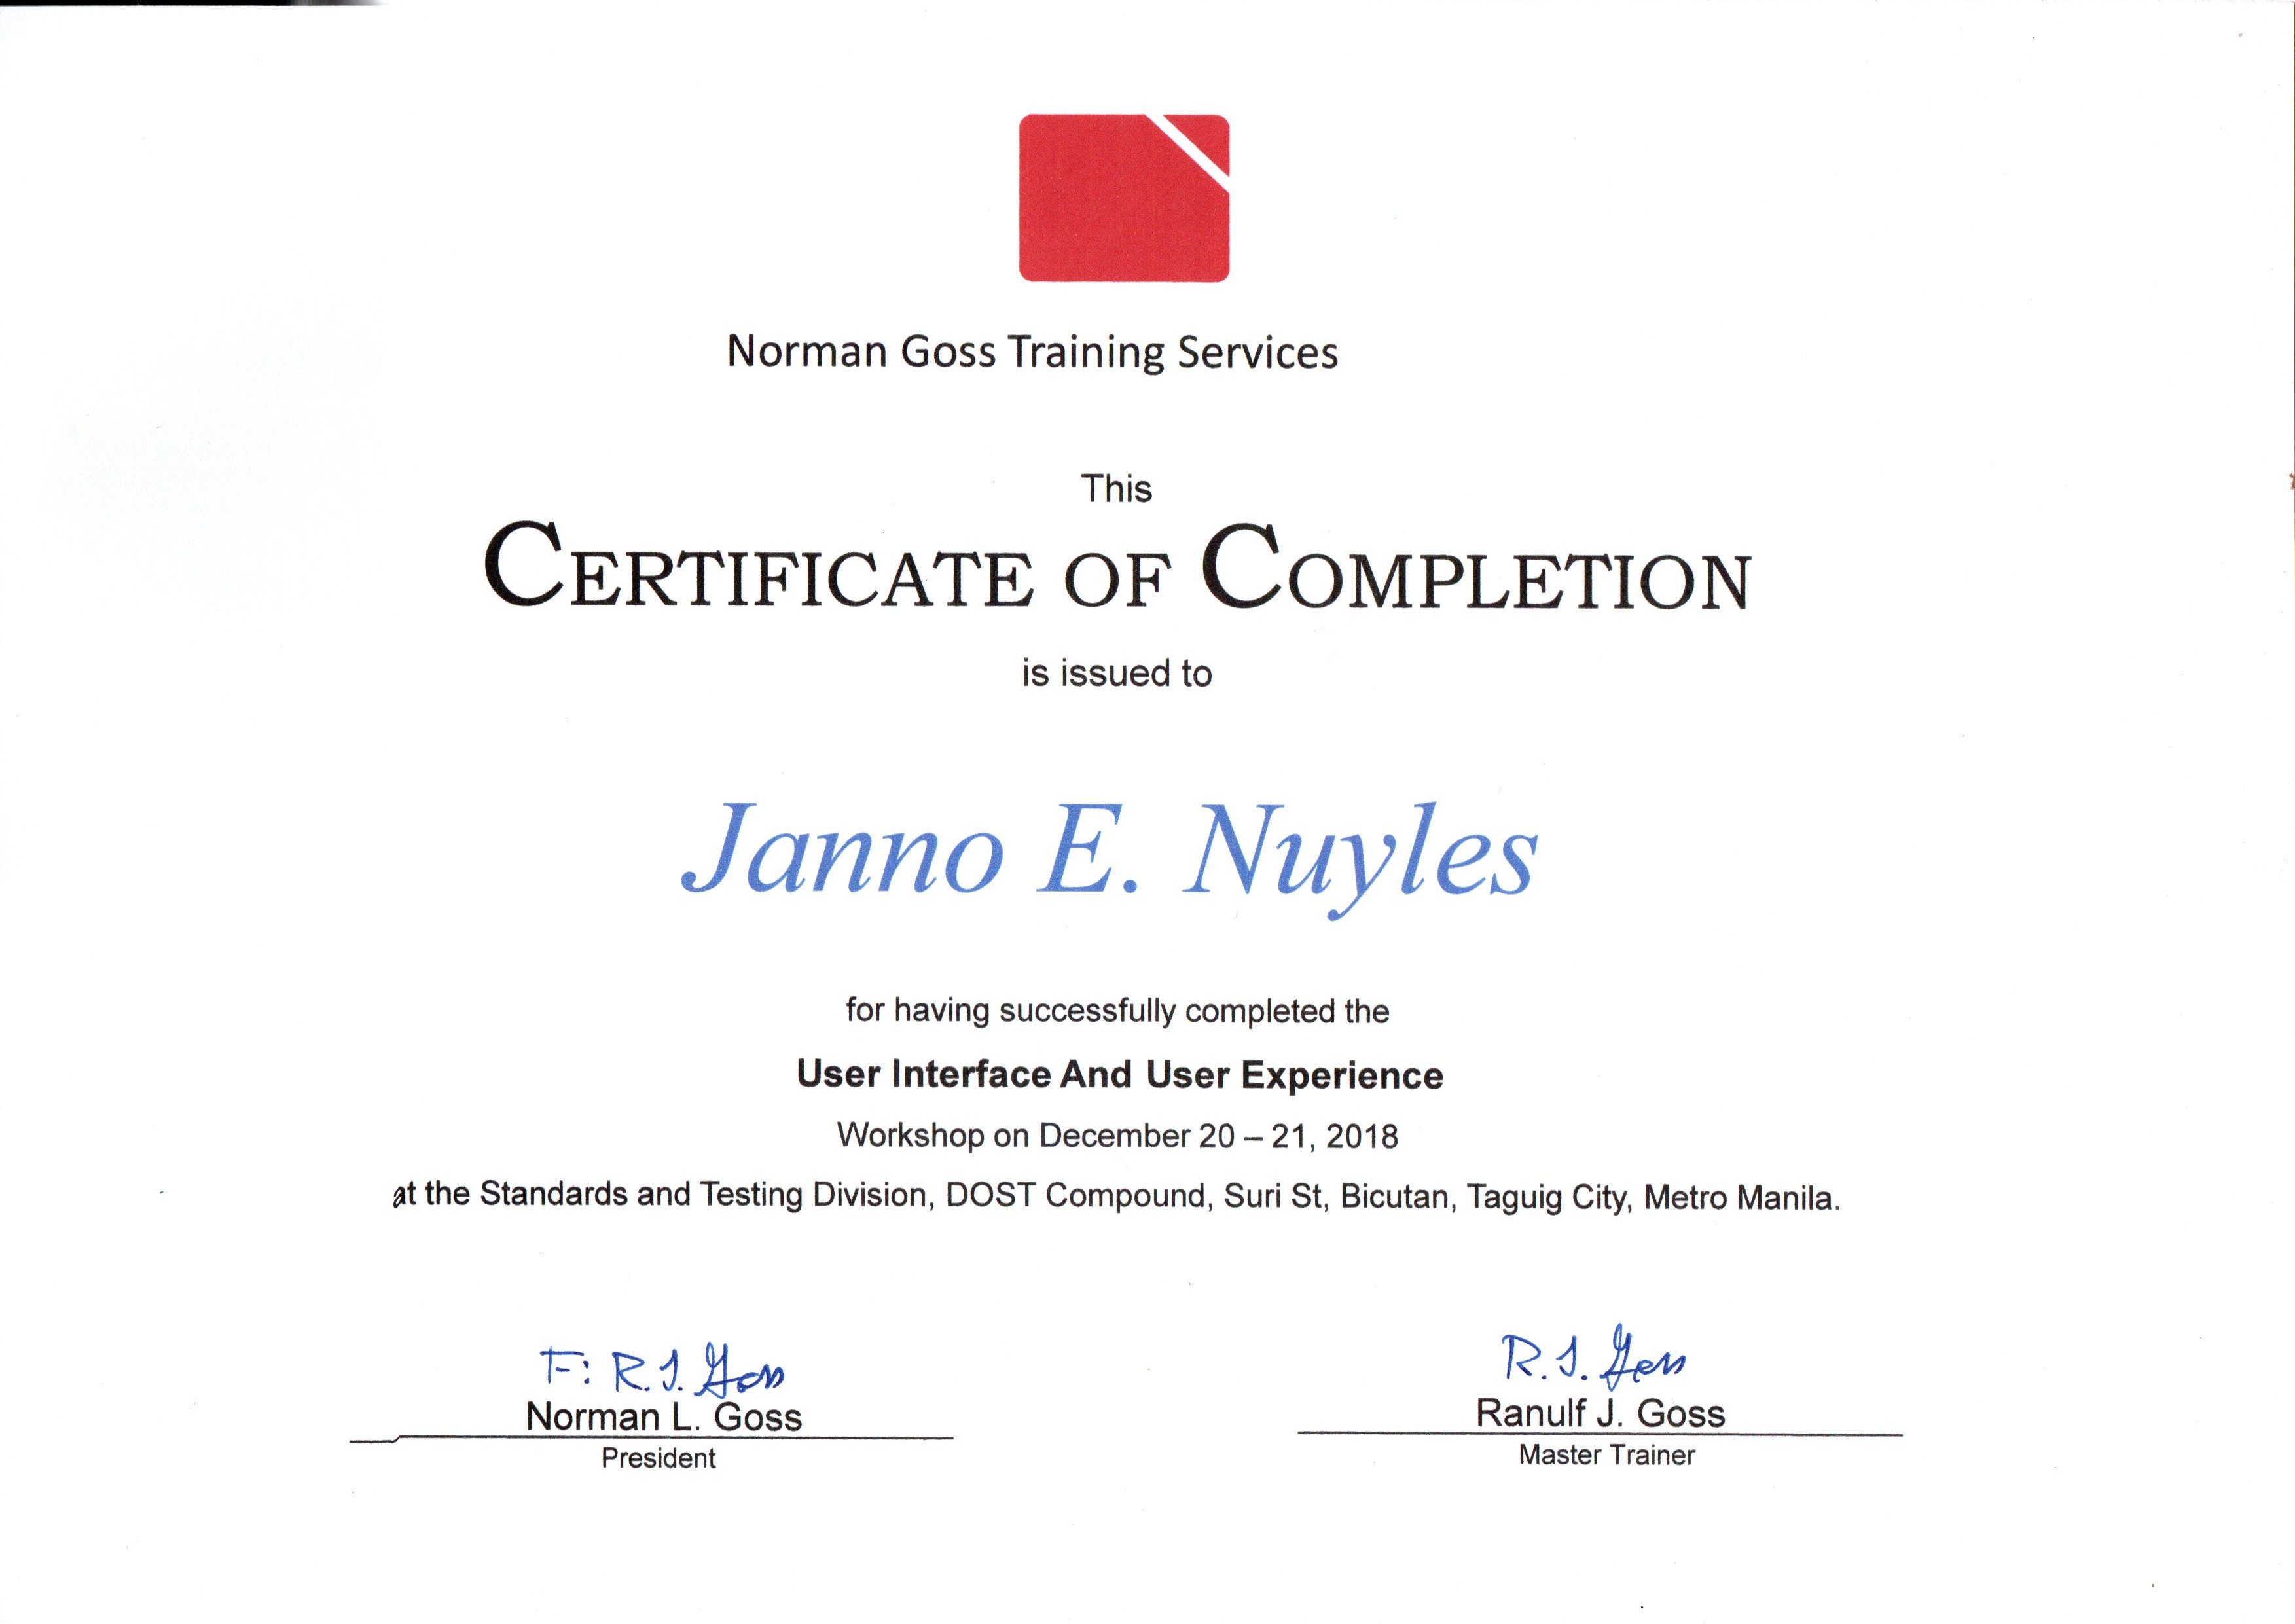 Norman Goss Training Services
This
CERTIFICATE OF COMPLETION
is issued to
Janno E. Nuyles
for having successfully completed the
User Interface And User Experience
Workshop on December 20 – 21, 2018
at the Standards and Testing Division, DOST Compound, Suri St, Bicutan, Taguig City, Metro Manila.
F: R.J. Goss
Norman L. Goss
President
R.J. Goss
Ranulf J. Goss
Master Trainer